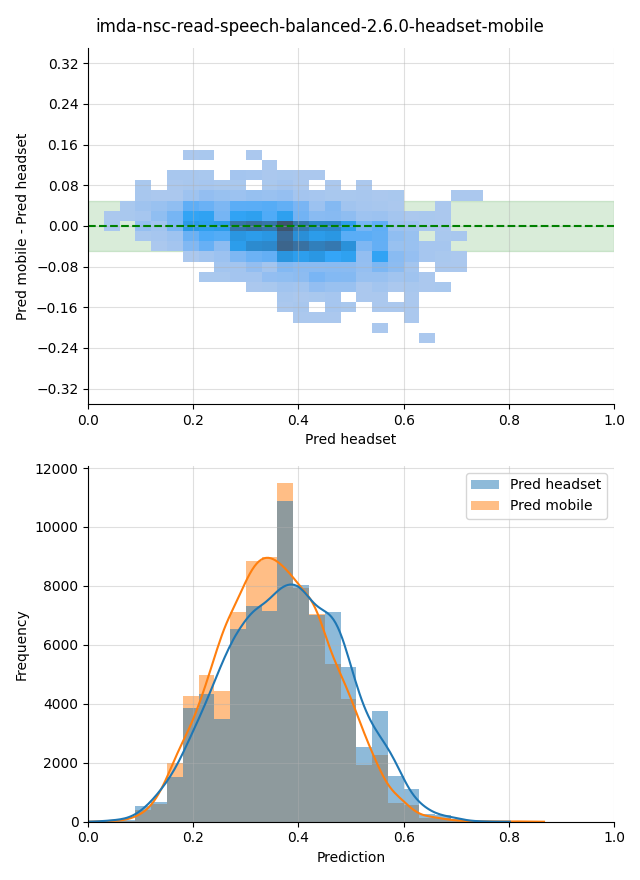 imda-nsc-read-speech-balanced-2.6.0-headset-mobile
Pred mobile - Pred headset
0.32
0.24
0.16
0.08
0.00
−0.08
−0.16
−0.24
−0.32
0.0 0.2 0.4 0.6 0.8 1.0
Pred headset
Frequency
12000
10000
8000
6000
4000
2000
0
Pred headset
Pred mobile
0.0 0.2 0.4 0.6 0.8 1.0
Prediction